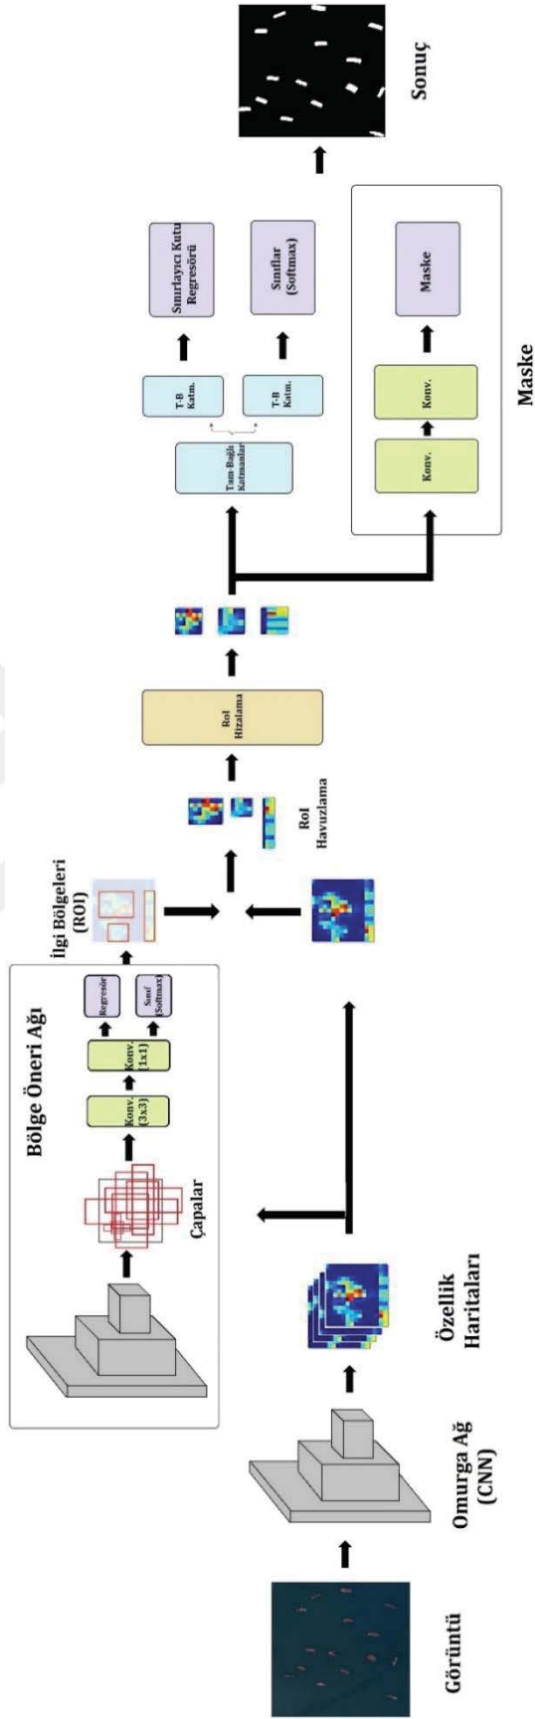 Görüntü
Omurga Ağ
(CNN)
Özellik
Haritaları
Bölge Öneri Ağı
Çapalar
Konv.
(3x3)
Konv.
(1x1)
Regresör
Sınıf
(Softmax)
İlgi Bölgeleri
(ROI)
RoI
Havuzlama
RoI
Hizalama
Tam-Bağlı
Katmanlar
T-B
Katm.
T-B
Katm.
Sınırlayıcı Kutu
Regresörü
Sınıflar
(Softmax)
Konv.
Konv.
Maske
Maske
Sonuç